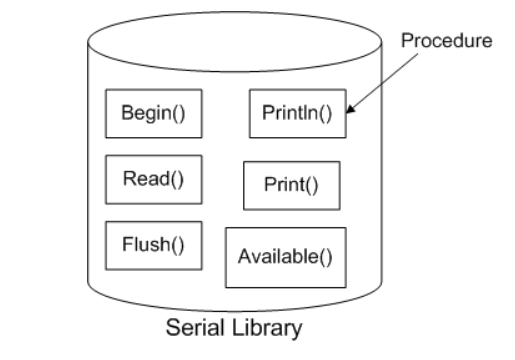 Procedure
Begin()
Println()
Read()
Print()
Flush()
Available()
Serial Library